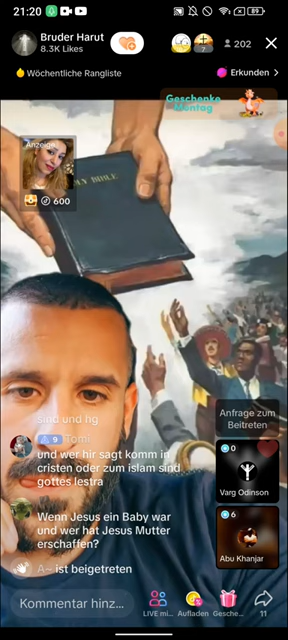 21:20
89
Bruder Harut
8.3K Likes
7
202
Wöchentliche Rangliste
Erkunden >
Geschenke
Montag
Anzeige
600
HOLY BIBLE
sind und hg
9 Tomi
und wer hir sagt komm in
cristen oder zum islam sind
gottes lestra
Wenn Jesus ein Baby war
und wer hat Jesus Mutter
erschaffen?
A~ ist beigetreten
Anfrage zum
Beitreten
0
Varg Odinson
6
Abu Khanjar
Kommentar hinz...
LIVE mi...
Aufladen
Gesche...
11